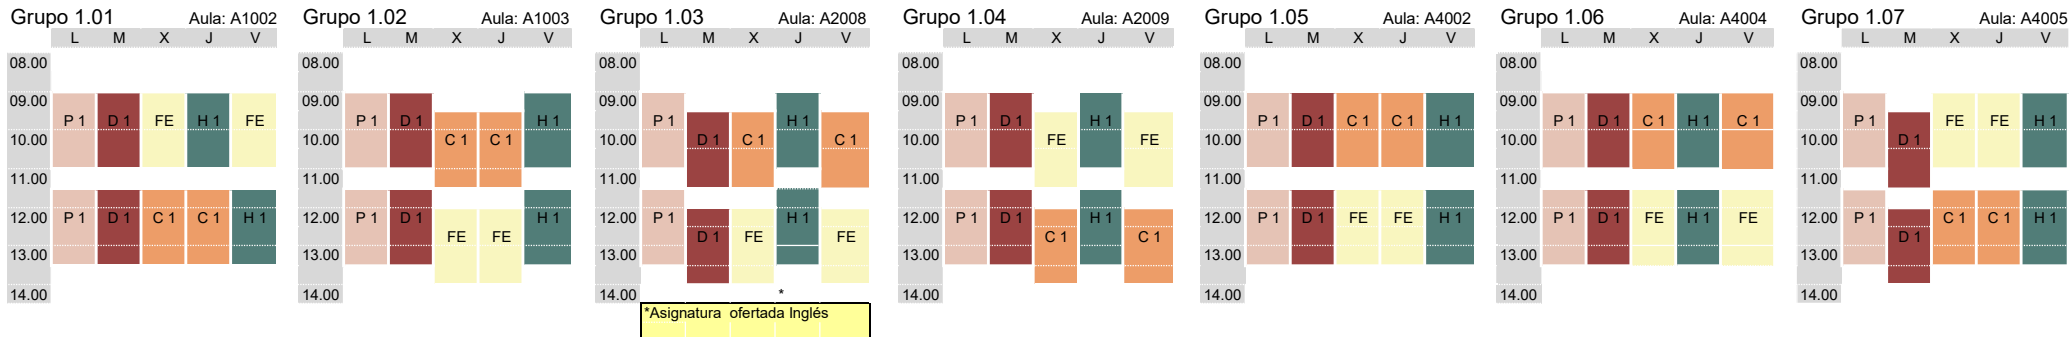 Grupo 1.01 Aula: A1002 Grupo 1.02 Aula: A1003 Grupo 1.03 Aula: A2008 Grupo 1.04 Aula: A2009 Grupo 1.05 Aula: A4002 Grupo 1.06 Aula: A4004 Grupo 1.07 Aula: A4005
L M X J V L M X J V L M X J V L M X J V L M X J V L M X J V L M X J V
08.00 08.00 08.00 08.00 08.00 08.00 08.00
09.00 09.00 09.00 09.00 09.00 09.00 09.00
P 1 D 1 FE H 1 FE P 1 D 1 H 1 P 1 H 1 P 1 D 1 H 1 P 1 D 1 C 1 C 1 H 1 P 1 D 1 C 1 H 1 C 1 P 1 FE FE H 1
10.00 10.00 C 1 C 1 10.00 D 1 C 1 C 1 10.00 FE FE 10.00 10.00 10.00 D 1
11.00 11.00 11.00 11.00 11.00 11.00 11.00
12.00 P 1 D 1 C 1 C 1 H 1 12.00 P 1 D 1 H 1 12.00 P 1 H 1 12.00 P 1 D 1 H 1 12.00 P 1 D 1 FE FE H 1 12.00 P 1 D 1 FE H 1 FE 12.00 P 1 C 1 C 1 H 1
FE FE D 1 FE FE C 1 C 1 D 1
13.00 13.00 13.00 13.00 13.00 13.00 13.00
14.00 14.00 14.00 * 14.00 14.00 14.00 14.00
*Asignatura ofertada Inglés